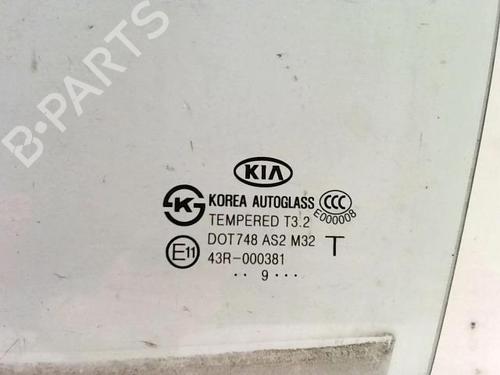 B-PARTS
KIA
KOREA AUTOGLASS
CCC
E000008
K
TEMPERED T3.2
DOT748 AS2 M32 T
E11
43R-000381
·· 9 ····